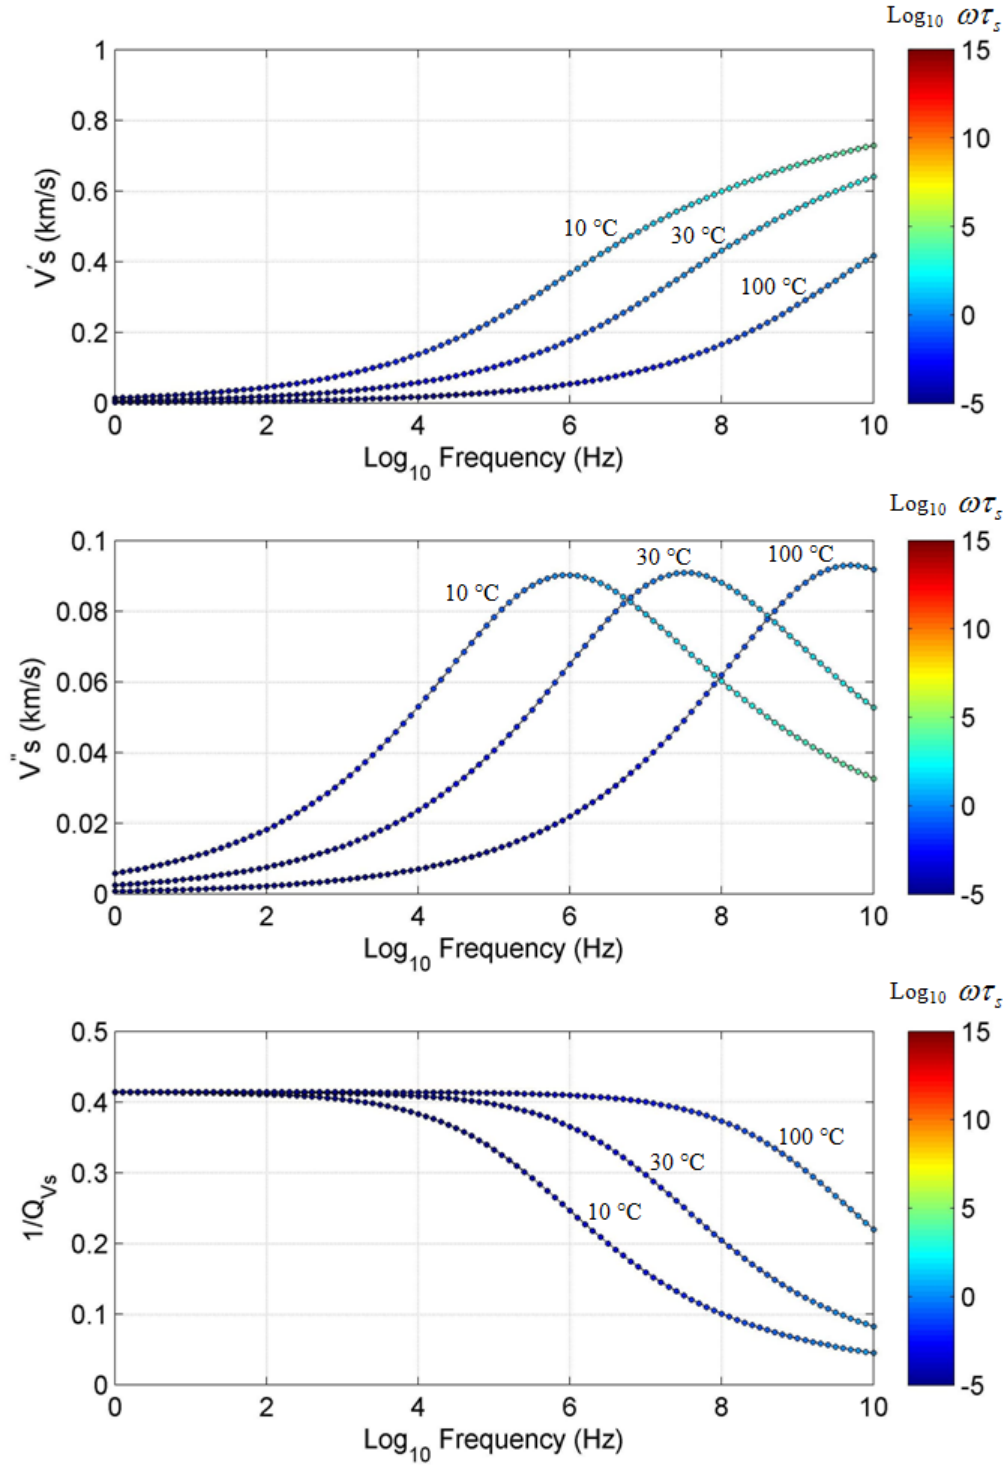 Log10 ωτs
1
0.8
0.6
0.4
0.2
0
V's (km/s)
10 °C
30 °C
100 °C
0 2 4 6 8 10
Log10 Frequency (Hz)
15
10
5
0
-5
Log10 ωτs
0.1
0.08
0.06
0.04
0.02
0
V"s (km/s)
10 °C
30 °C
100 °C
0 2 4 6 8 10
Log10 Frequency (Hz)
15
10
5
0
-5
Log10 ωτs
0.5
0.4
0.3
0.2
0.1
0
1/QVs
100 °C
30 °C
10 °C
0 2 4 6 8 10
Log10 Frequency (Hz)
15
10
5
0
-5